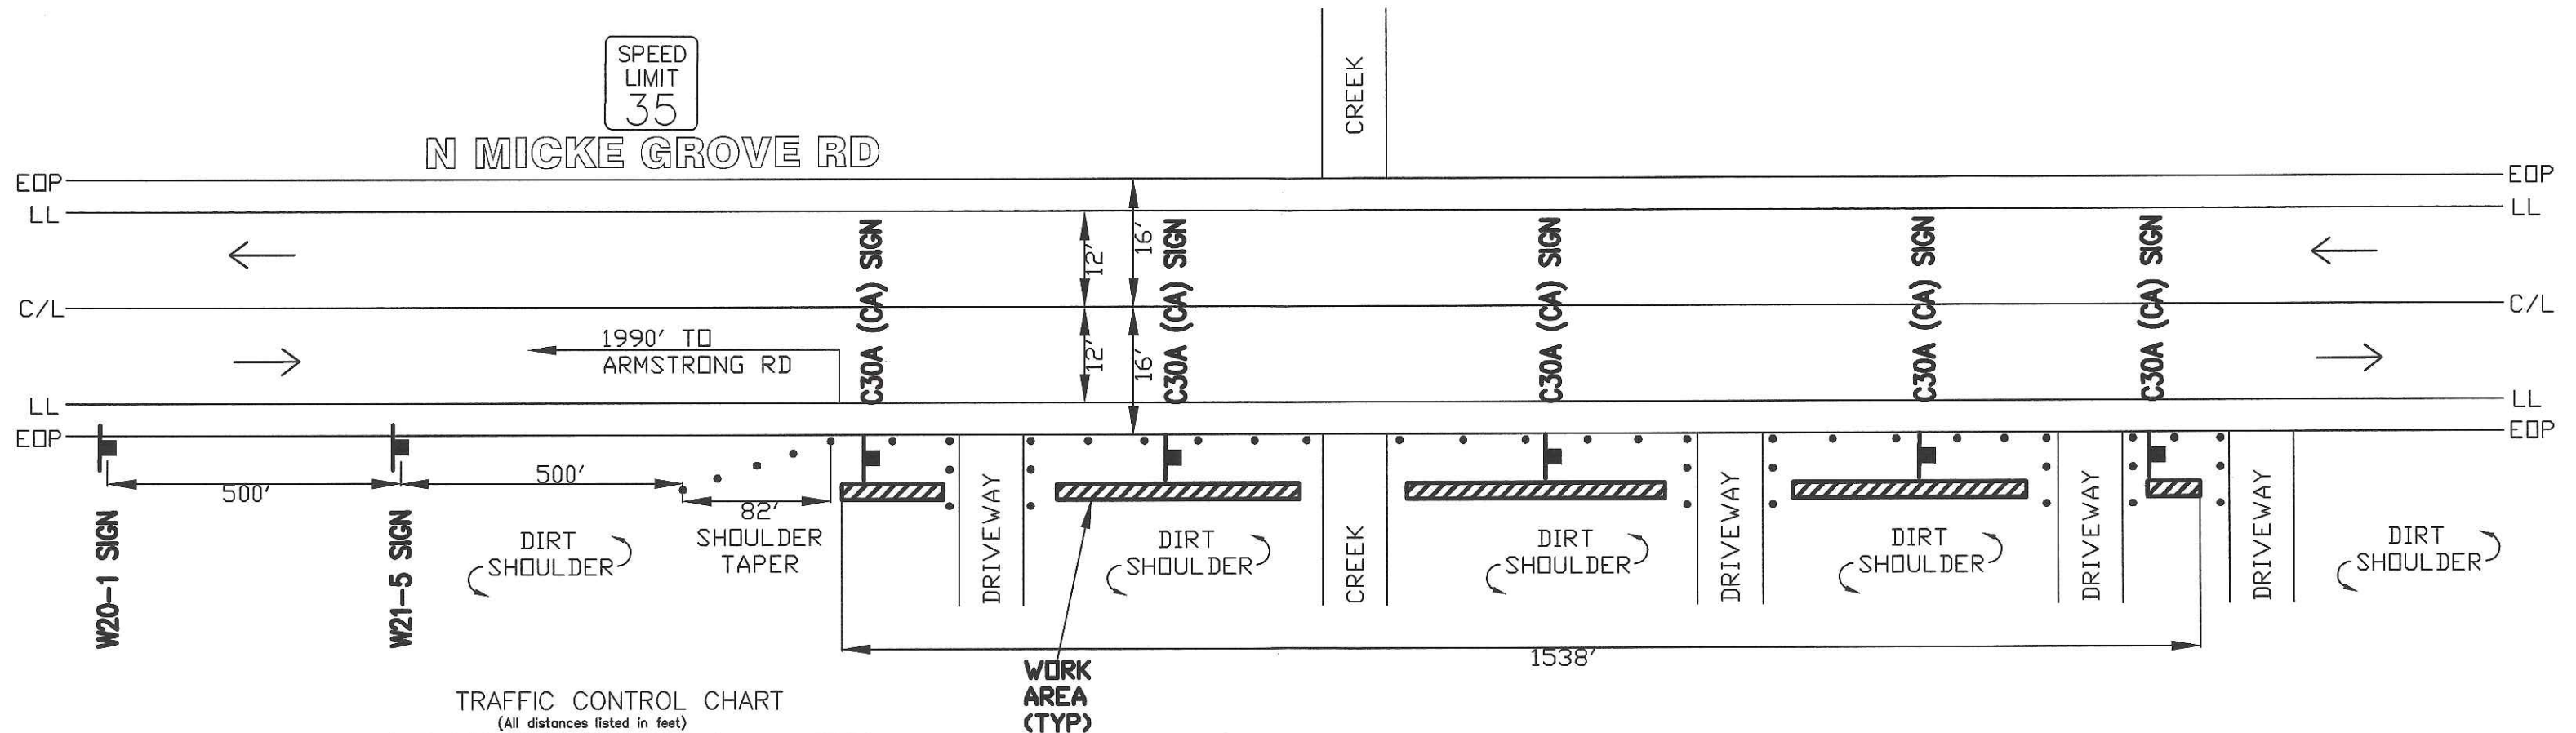 SPEED
LIMIT
35
N MICKE GROVE RD
CREEK
EOP
EOP
LL
LL
C30A (CA) SIGN
C30A (CA) SIGN
C30A (CA) SIGN
C30A (CA) SIGN
C30A (CA) SIGN
12'
16'
C/L
C/L
1990' TO
ARMSTRONG RD
12'
16'
LL
LL
EOP
EOP
500'
500'
82'
SHOULDER
TAPER
W20-1 SIGN
W21-5 SIGN
DIRT
SHOULDER
DRIVEWAY
DIRT
SHOULDER
CREEK
DIRT
SHOULDER
DRIVEWAY
DIRT
SHOULDER
DRIVEWAY
DRIVEWAY
DIRT
SHOULDER
1538'
WORK
AREA
(TYP)
TRAFFIC CONTROL CHART
(All distances listed in feet)